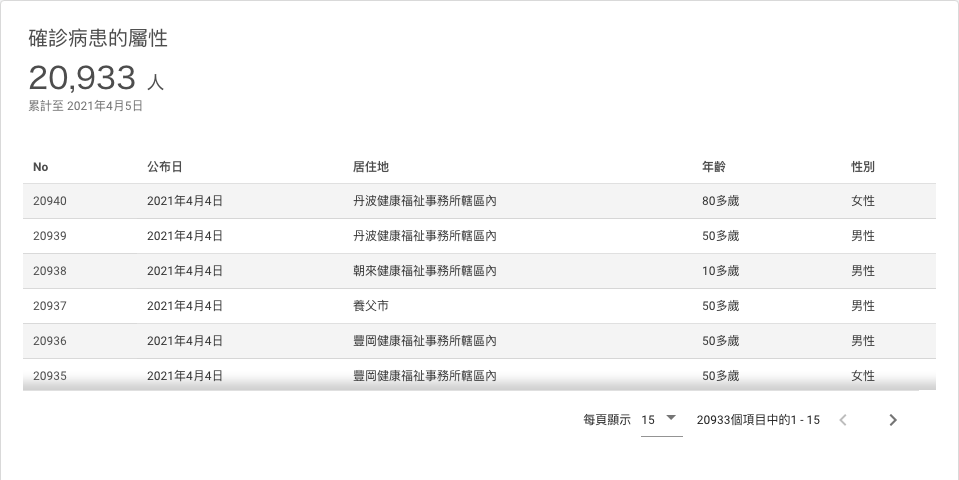 確診病患的屬性
20,933 人
累計至 2021年4月5日
No 公布日 居住地 年齡 性別
20940 2021年4月4日 丹波健康福祉事務所轄區內 80多歲 女性
20939 2021年4月4日 丹波健康福祉事務所轄區內 50多歲 男性
20938 2021年4月4日 朝來健康福祉事務所轄區內 10多歲 男性
20937 2021年4月4日 養父市 50多歲 男性
20936 2021年4月4日 豐岡健康福祉事務所轄區內 50多歲 男性
20935 2021年4月4日 豐岡健康福祉事務所轄區內 50多歲 女性
每頁顯示 15 20933個項目中的1 - 15